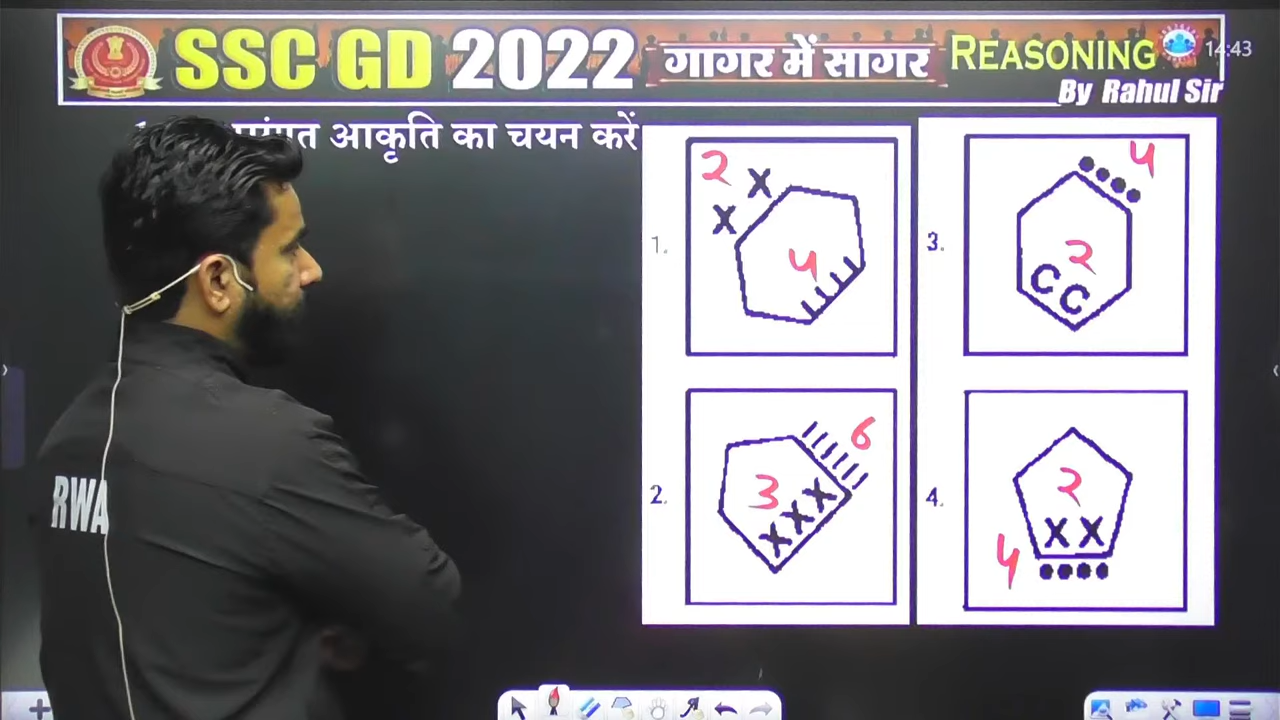 SSC GD 2022 गागर में सागर REASONING 14:43
By Rahul Sir
आकृति का चयन करें
1.
2
X
X
4
2.
6
3
X X X
3.
4
2
C C
4.
2
X X
4
RWA